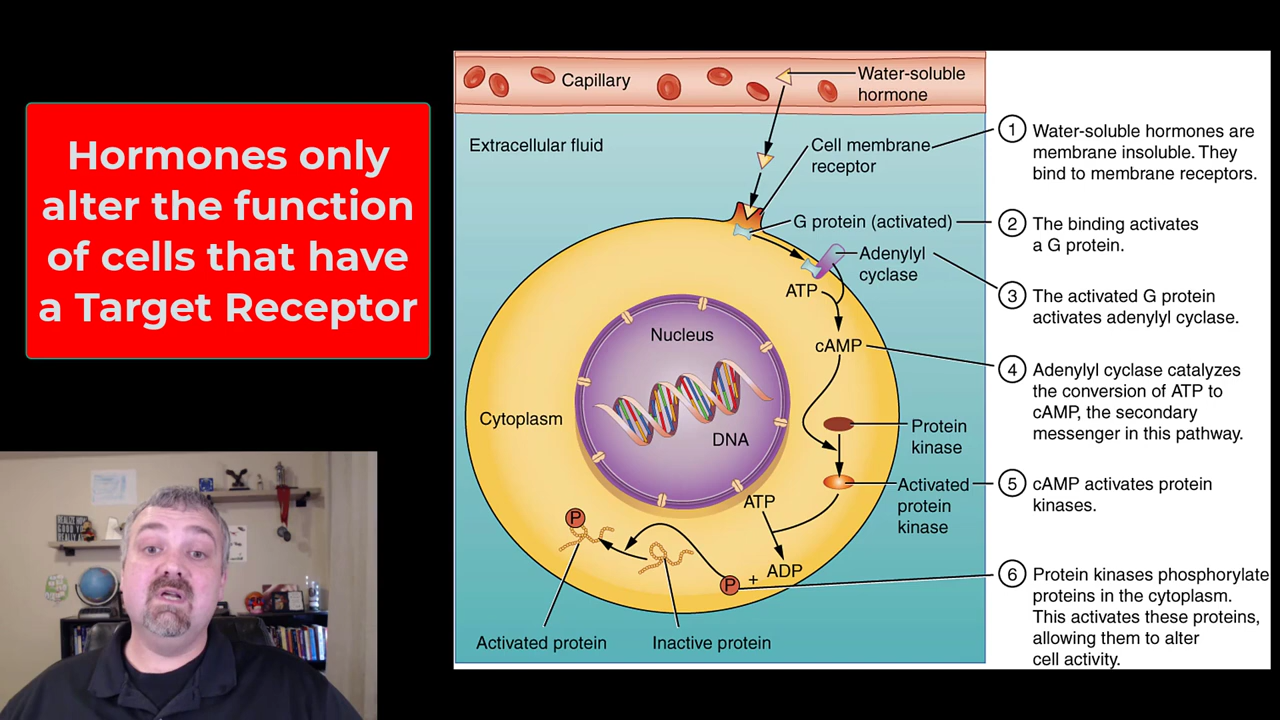 Hormones only
alter the function
of cells that have
a Target Receptor
Capillary
Water-soluble
hormone
Extracellular fluid
Cell membrane
receptor
G protein (activated)
Adenylyl
cyclase
ATP
cAMP
Nucleus
DNA
Cytoplasm
Protein
kinase
Activated
protein
kinase
ATP
ADP
P
P
+
Activated protein
Inactive protein
1 Water-soluble hormones are
membrane insoluble. They
bind to membrane receptors.
2 The binding activates
a G protein.
3 The activated G protein
activates adenylyl cyclase.
4 Adenylyl cyclase catalyzes
the conversion of ATP to
cAMP, the secondary
messenger in this pathway.
5 cAMP activates protein
kinases.
6 Protein kinases phosphorylate
proteins in the cytoplasm.
This activates these proteins,
allowing them to alter
cell activity.